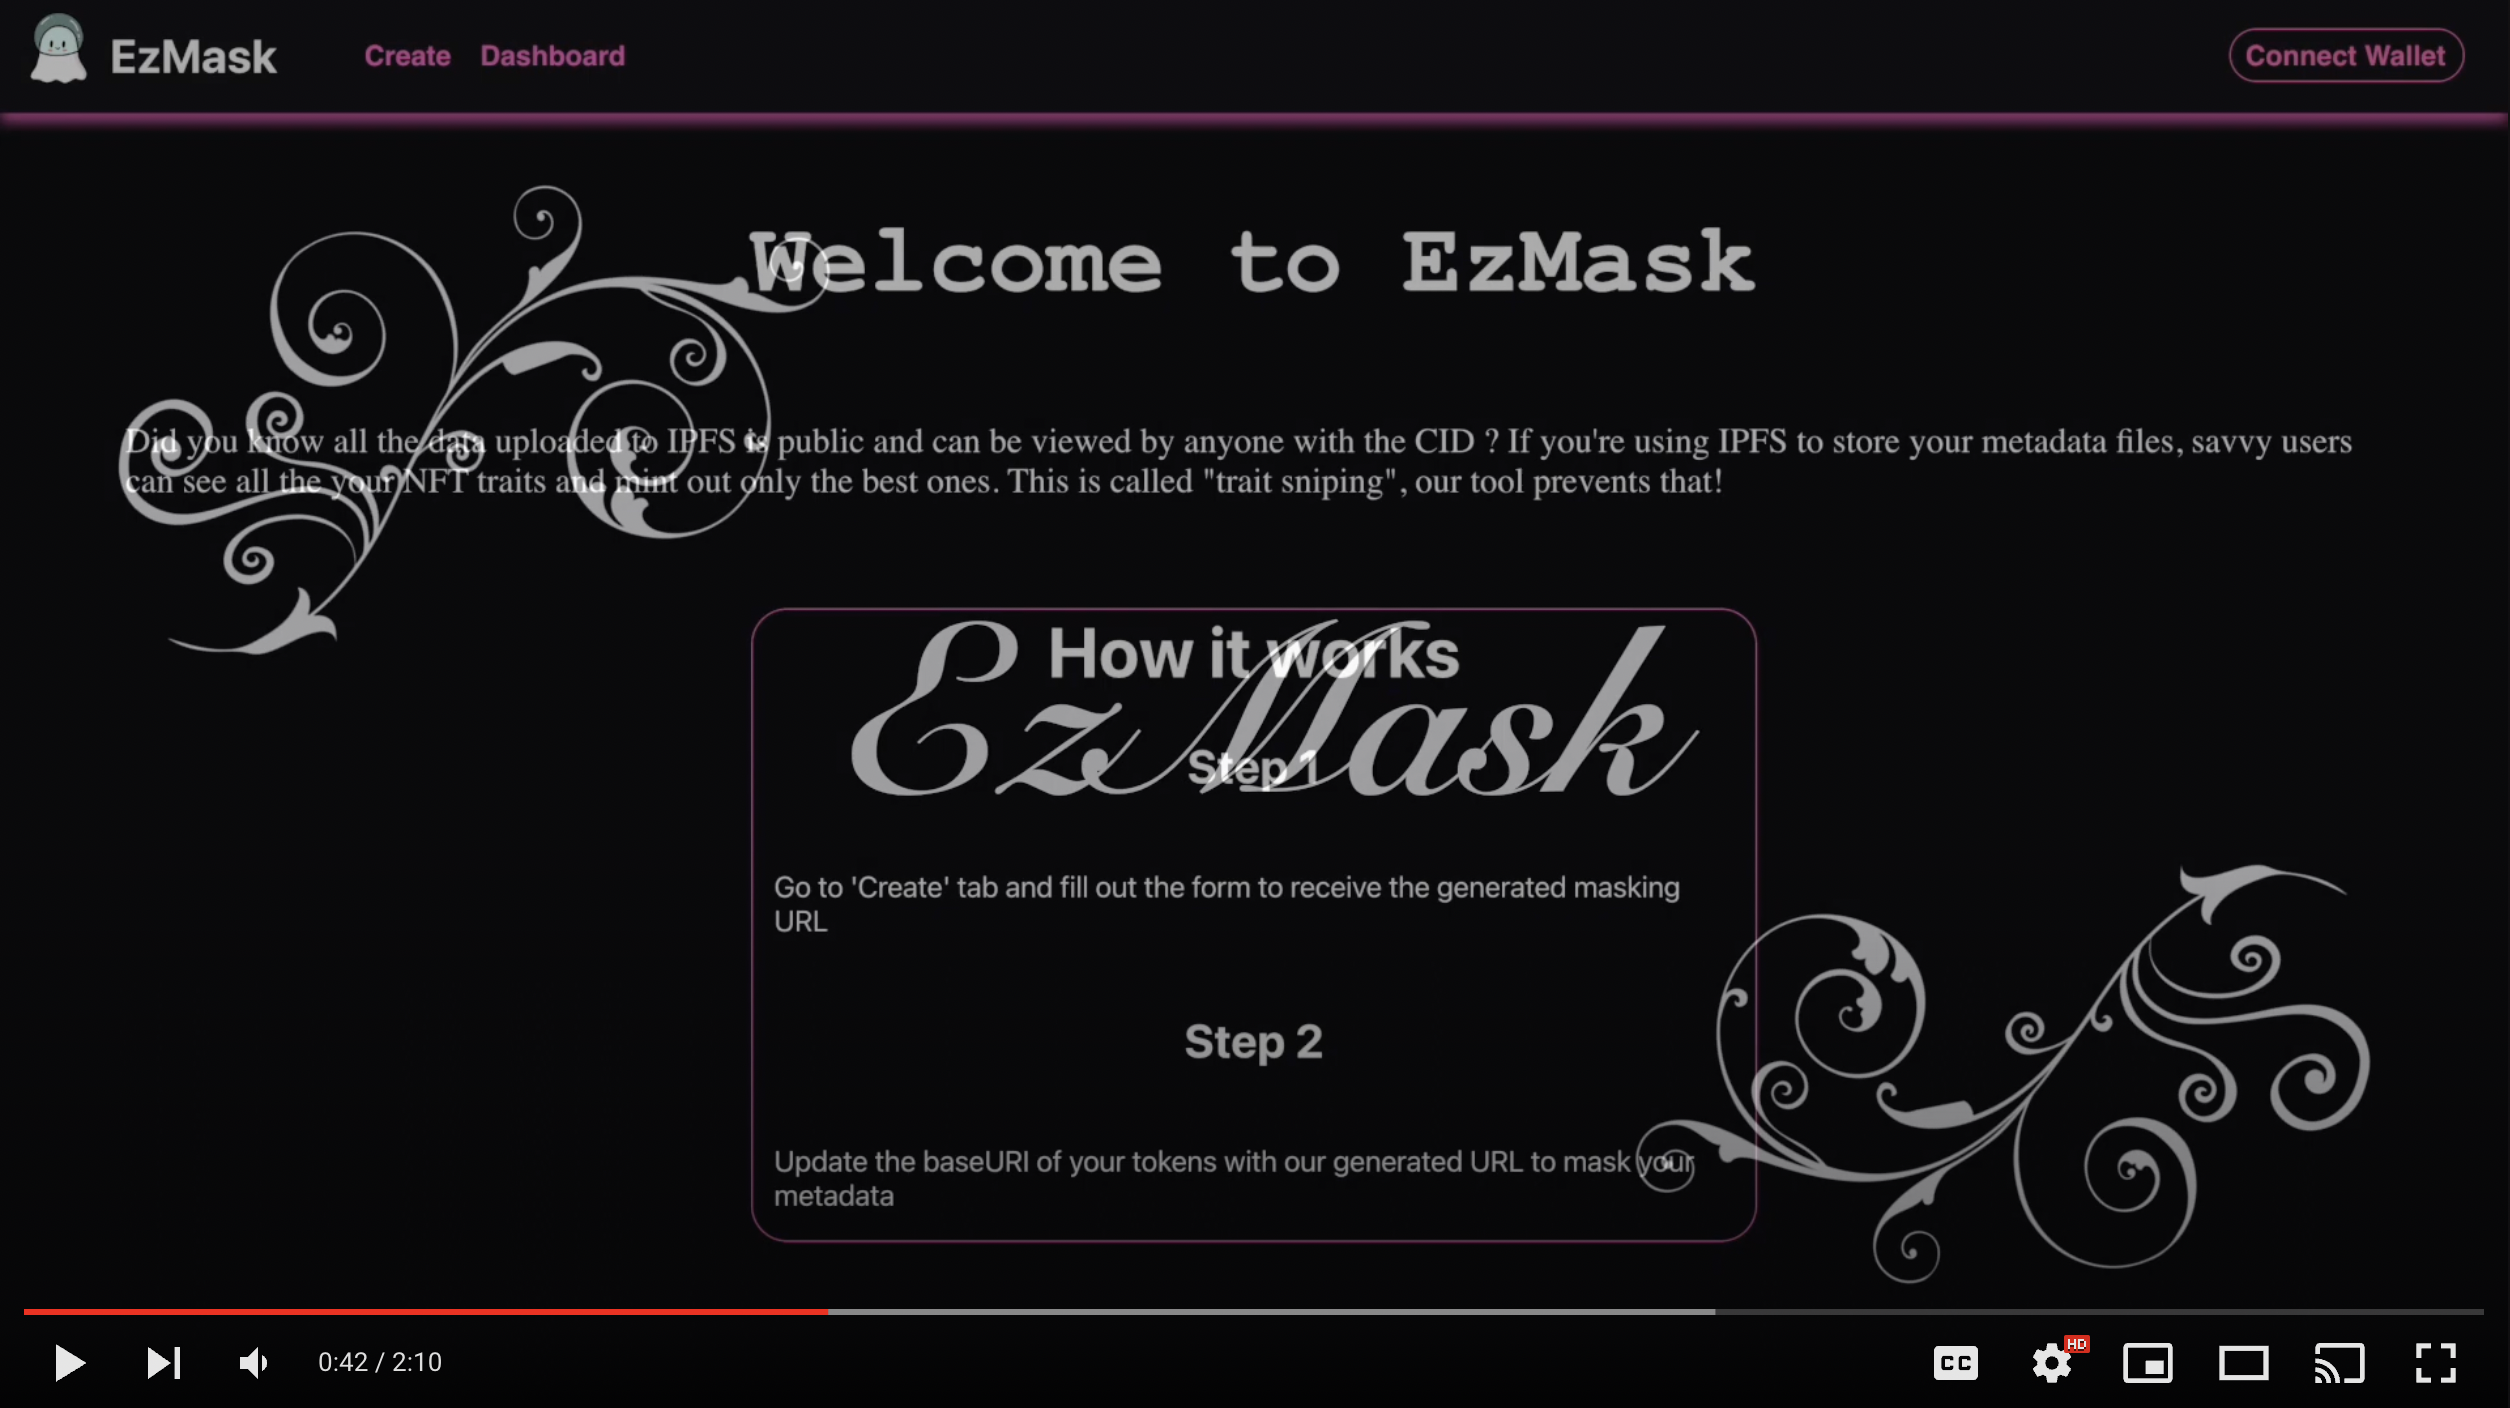 EzMask
Create
Dashboard
Connect Wallet
Welcome to EzMask
Did you know all the data uploaded to IPFS is public and can be viewed by anyone with the CID ? If you're using IPFS to store your metadata files, savvy users
can see all the your NFT traits and mint out only the best ones. This is called "trait sniping", our tool prevents that!
How it works
EzMask
Step 1
Go to 'Create' tab and fill out the form to receive the generated masking
URL
Step 2
Update the baseURI of your tokens with our generated URL to mask your
metadata
0:42 / 2:10
CC
HD